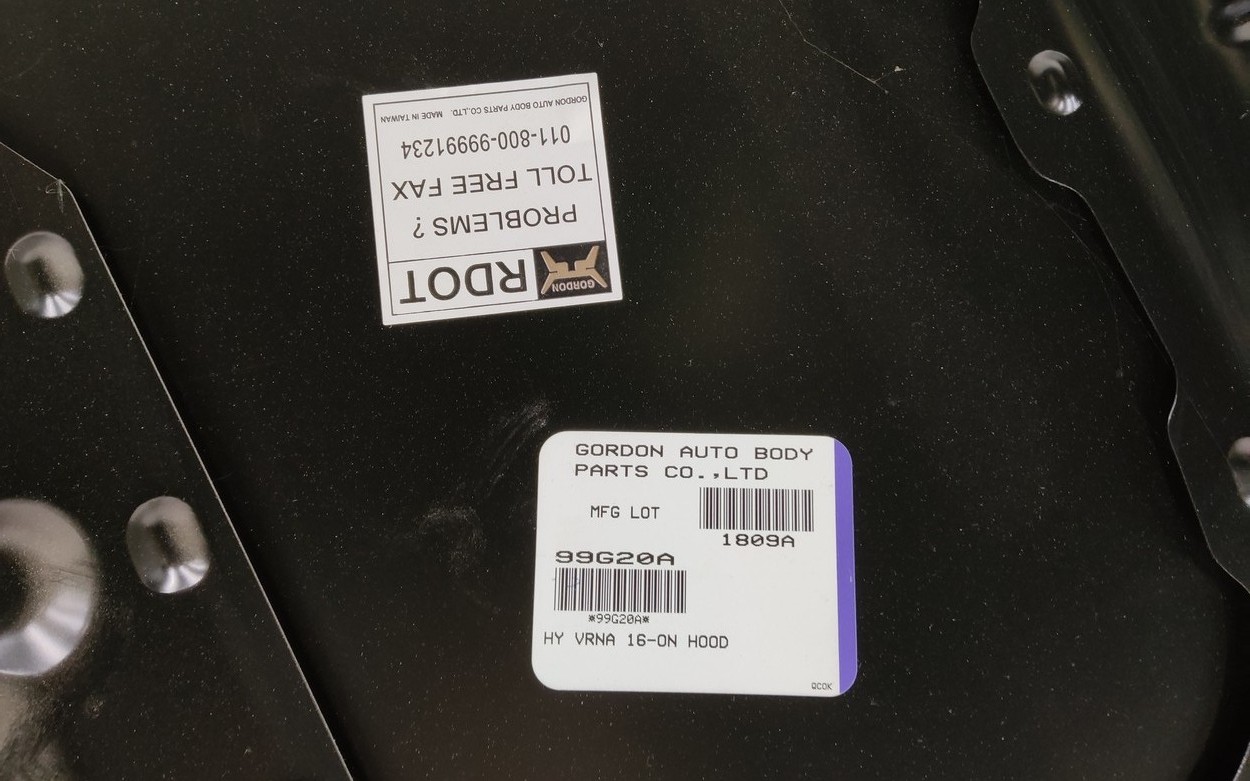 GORDON
RDOT
PROBLEMS ?
TOLL FREE FAX
011-800-99991234
GORDON AUTO BODY PARTS CO.,LTD. MADE IN TAIWAN
GORDON AUTO BODY
PARTS CO.,LTD
MFG LOT
1809A
99G20A
*99G20A*
HY VRNA 16-ON HOOD
QCOK